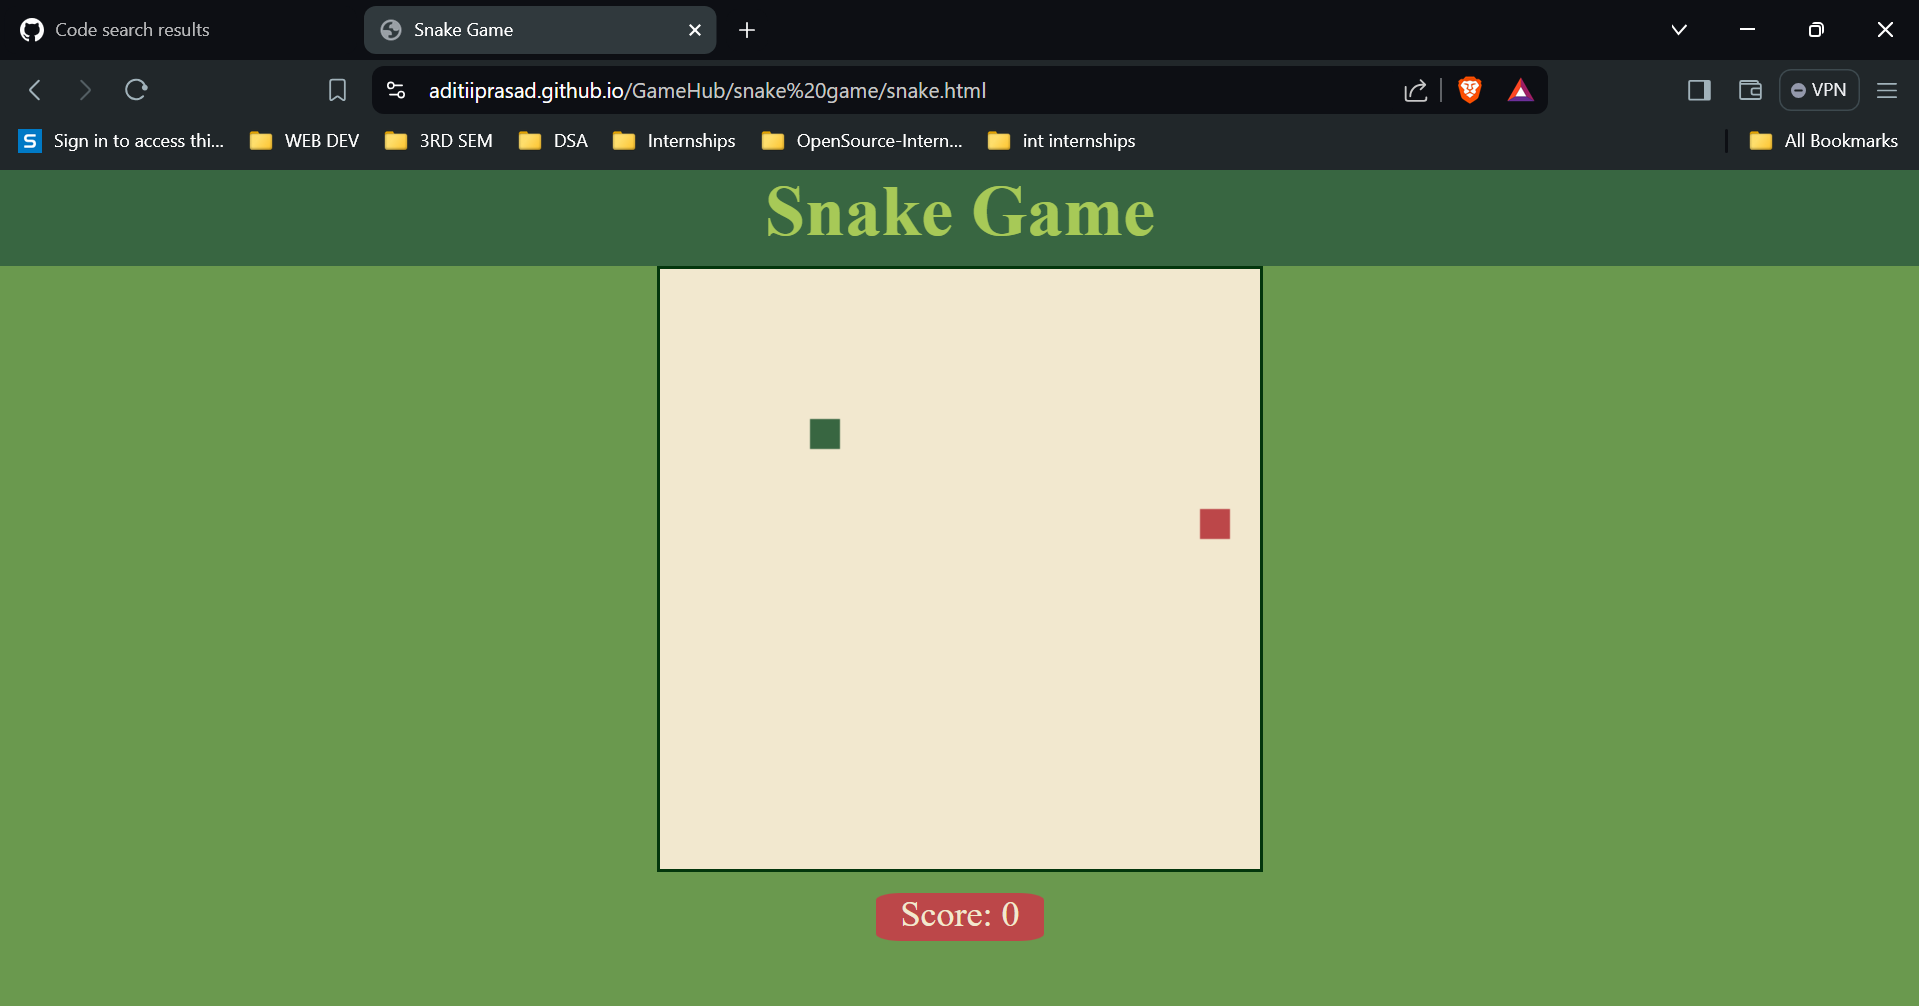 Code search results
Snake Game
aditiiprasad.github.io/GameHub/snake%20game/snake.html
VPN
S Sign in to access thi... WEB DEV 3RD SEM DSA Internships OpenSource-Intern... int internships All Bookmarks
Snake Game
Score: 0